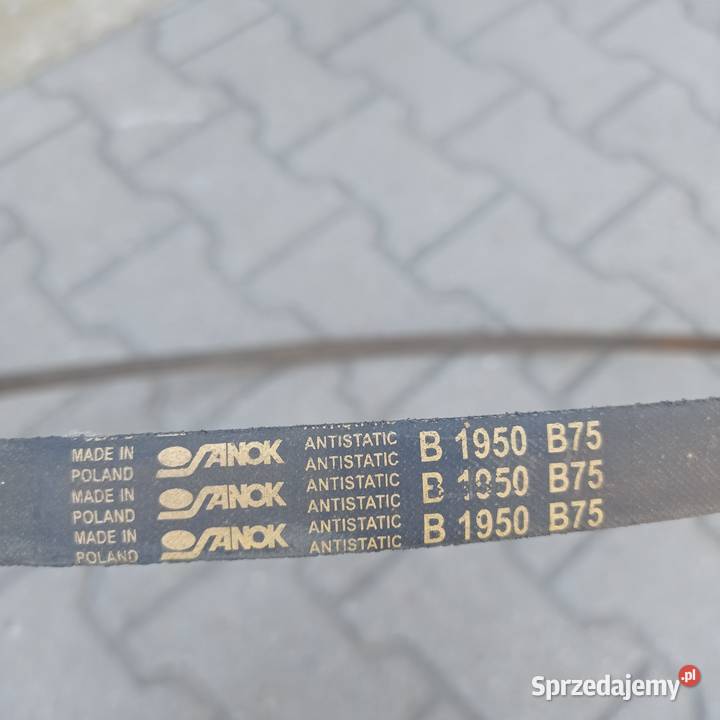 MADE IN POLAND SANOK ANTISTATIC B 1950 B75
MADE IN POLAND SANOK ANTISTATIC ANTISTATIC B 1950 B75
MADE IN POLAND SANOK ANTISTATIC ANTISTATIC B 1950 B75
Sprzedajemy.pl